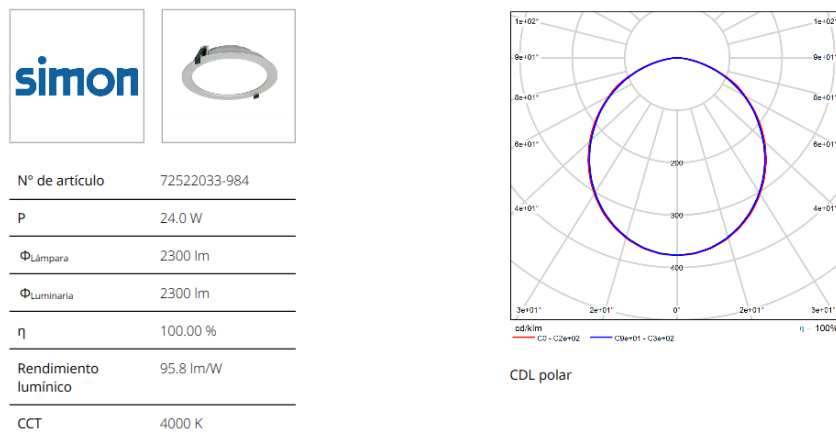 simon
N° de artículo 72522033-984
P 24.0 W
ΦLámpara 2300 lm
ΦLuminaria 2300 lm
η 100.00 %
Rendimiento lumínico 95.8 lm/W
CCT 4000 K
1e+02° 1e+02°
9e+01° 9e+01°
8e+01° 8e+01°
6e+01° 6e+01°
200
4e+01° 4e+01°
300
400
3e+01° 2e+01° 0° 2e+01° 3e+01°
cd/klm η = 100%
C0 - C2e+02 C9e+01 - C3e+02
CDL polar